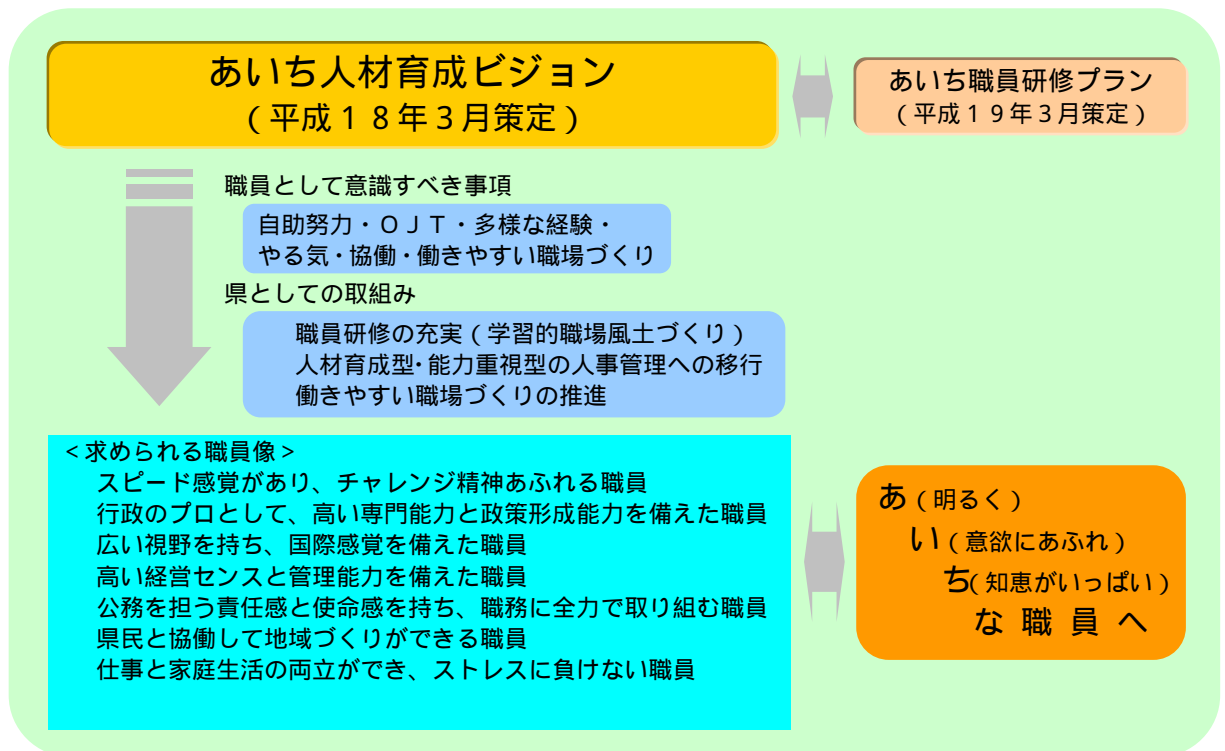 あいち人材育成ビジョン
(平成18年3月策定)
あいち職員研修プラン
(平成19年3月策定)
職員として意識すべき事項
自助努力・OJT・多様な経験・
やる気・協働・働きやすい職場づくり
県としての取組み
職員研修の充実(学習的職場風土づくり)
人材育成型・能力重視型の人事管理への移行
働きやすい職場づくりの推進
<求められる職員像>
スピード感覚があり、チャレンジ精神あふれる職員
行政のプロとして、高い専門能力と政策形成能力を備えた職員
広い視野を持ち、国際感覚を備えた職員
高い経営センスと管理能力を備えた職員
公務を担う責任感と使命感を持ち、職務に全力で取り組む職員
県民と協働して地域づくりができる職員
仕事と家庭生活の両立ができ、ストレスに負けない職員
あ(明るく)
い(意欲にあふれ)
ち(知恵がいっぱい)
な職員へ